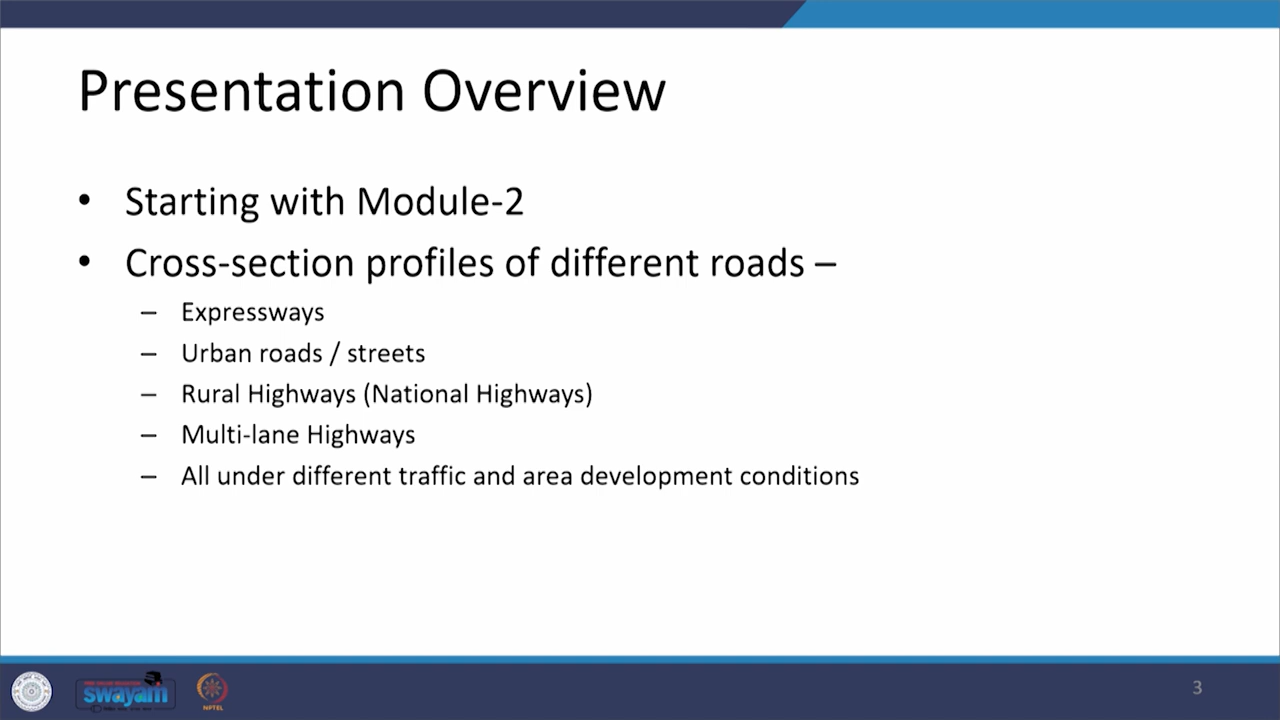 Presentation Overview
• Starting with Module-2
• Cross-section profiles of different roads –
– Expressways
– Urban roads / streets
– Rural Highways (National Highways)
– Multi-lane Highways
– All under different traffic and area development conditions
swayam
NPTEL
3